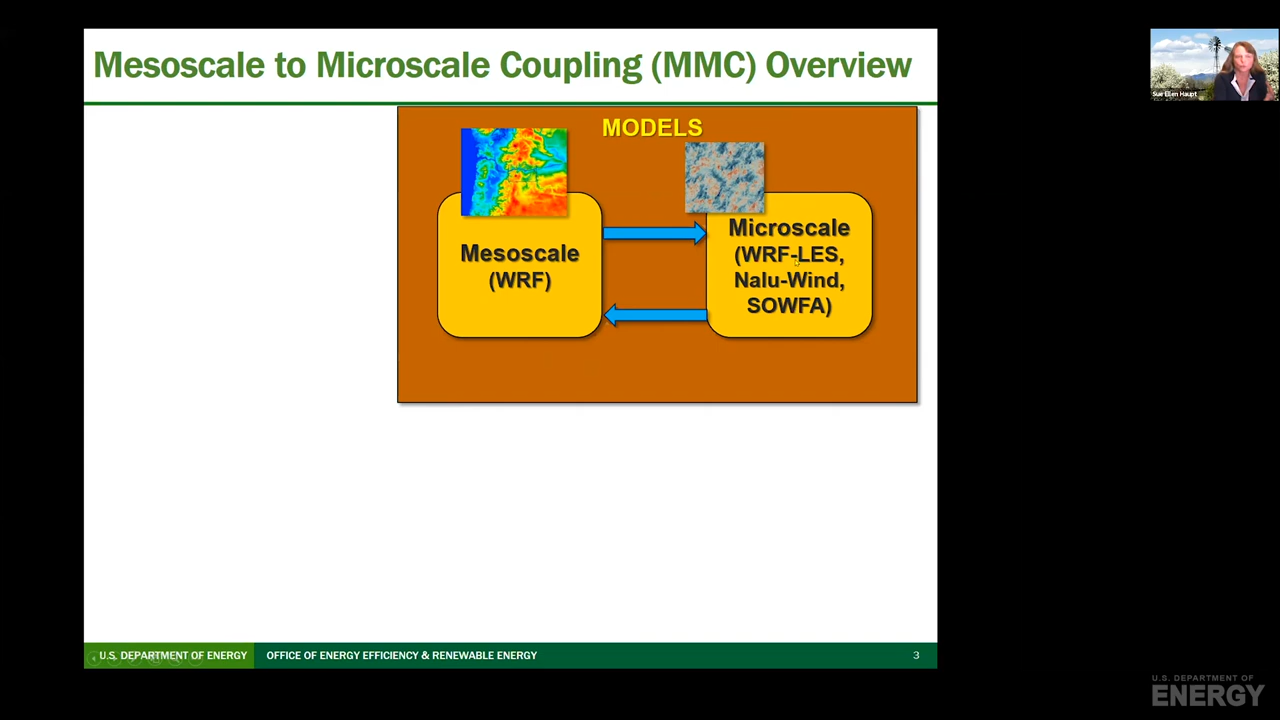 Mesoscale to Microscale Coupling (MMC) Overview
Sue Ellen Haupt
MODELS
Mesoscale
(WRF)
Microscale
(WRF-LES,
Nalu-Wind,
SOWFA)
U.S. DEPARTMENT OF ENERGY
OFFICE OF ENERGY EFFICIENCY & RENEWABLE ENERGY
3
U.S. DEPARTMENT OF
ENERGY